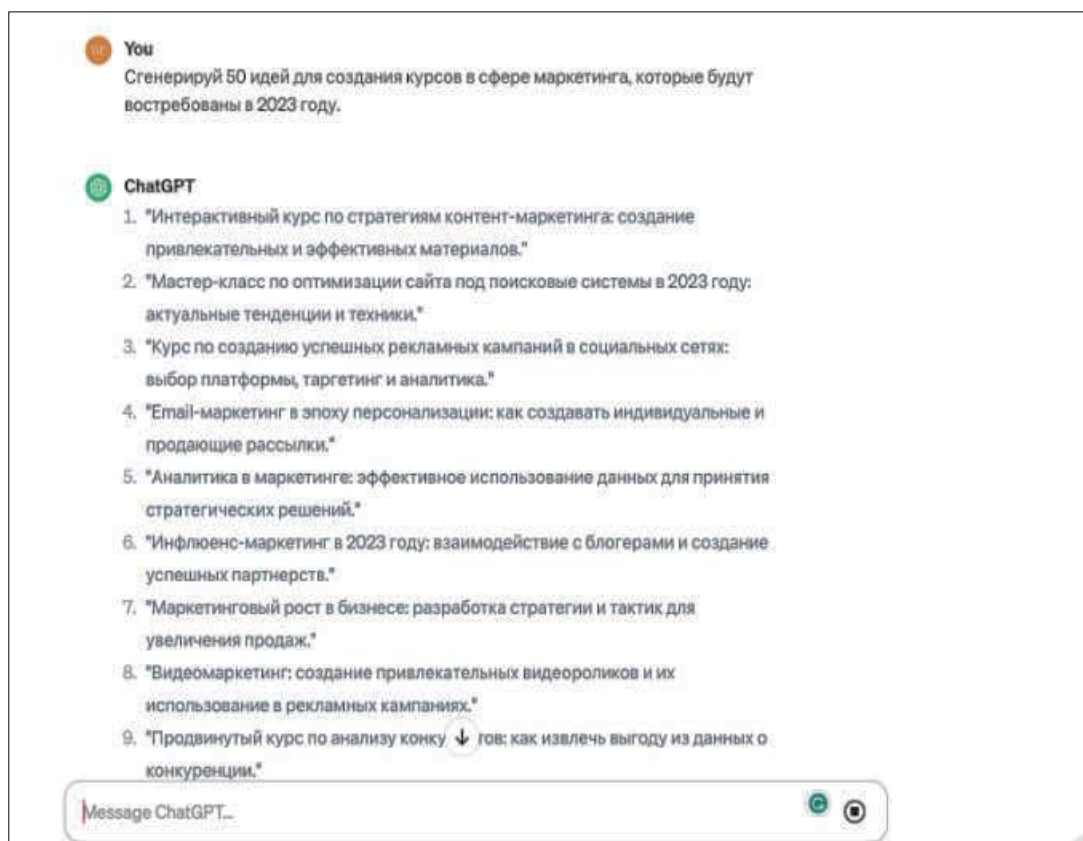 You
Сгенерируй 50 идей для создания курсов в сфере маркетинга, которые будут
востребованы в 2023 году.
ChatGPT
1. "Интерактивный курс по стратегиям контент-маркетинга: создание
привлекательных и эффективных материалов."
2. "Мастер-класс по оптимизации сайта под поисковые системы в 2023 году:
актуальные тенденции и техники."
3. "Курс по созданию успешных рекламных кампаний в социальных сетях:
выбор платформы, таргетинг и аналитика."
4. "Email-маркетинг в эпоху персонализации: как создавать индивидуальные и
продающие рассылки."
5. "Аналитика в маркетинге: эффективное использование данных для принятия
стратегических решений."
6. "Инфлюенс-маркетинг в 2023 году: взаимодействие с блогерами и создание
успешных партнерств."
7. "Маркетинговый рост в бизнесе: разработка стратегии и тактик для
увеличения продаж."
8. "Видеомаркетинг: создание привлекательных видеороликов и их
использование в рекламных кампаниях."
9. "Продвинутый курс по анализу как извлечь выгоду из данных о
конкуренции."
Message ChatGPT...